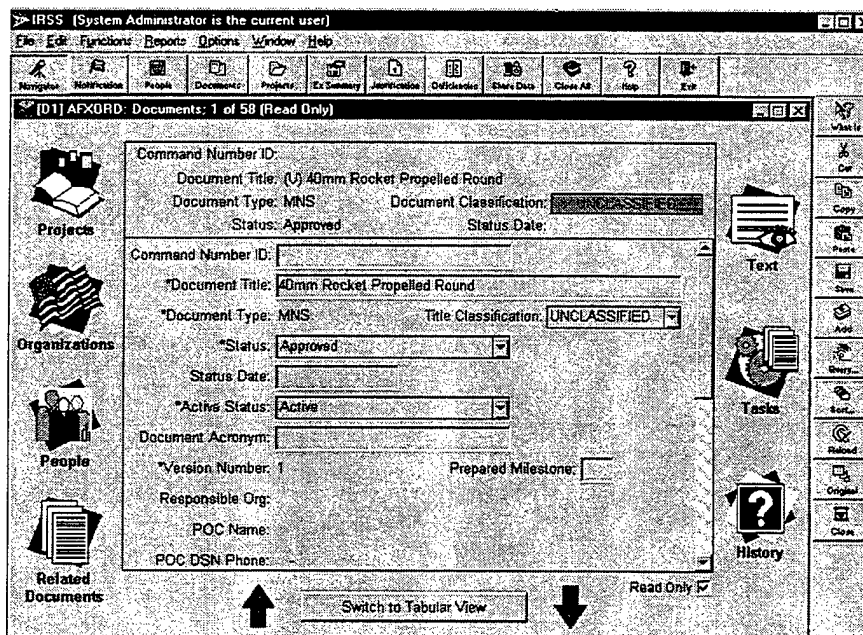 IRSS (System Administrator is the current user)
File Edit Functions Reports Options Window Help
Navigator Notification People Documents Projects Ex Summary Justification Deficiencies Share Data Close All Help Exit
[D1] AFXORD: Documents; 1 of 58 (Read Only)
What is
Cut
Copy
Paste
Save
Add
Query...
Sort...
Reload
Original
Close
Projects
Organizations
People
Related
Documents
Command Number ID:
Document Title: (U) 40mm Rocket Propelled Round
Document Type: MNS Document Classification: UNCLASSIFIED
Status: Approved Status Date:
Command Number ID:
*Document Title: 40mm Rocket Propelled Round
*Document Type: MNS Title Classification: UNCLASSIFIED
*Status: Approved
Status Date:
*Active Status: Active
Document Acronym:
*Version Number: 1 Prepared Milestone:
Responsible Org:
POC Name:
POC DSN Phone: -
Text
Tasks
History
Read Only
Switch to Tabular View